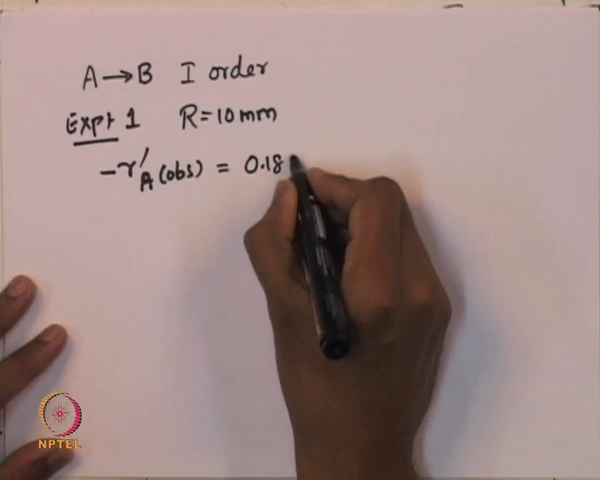 A → B I order
Expt 1 R = 10 mm
-r'A (obs) = 0.18
NPTEL